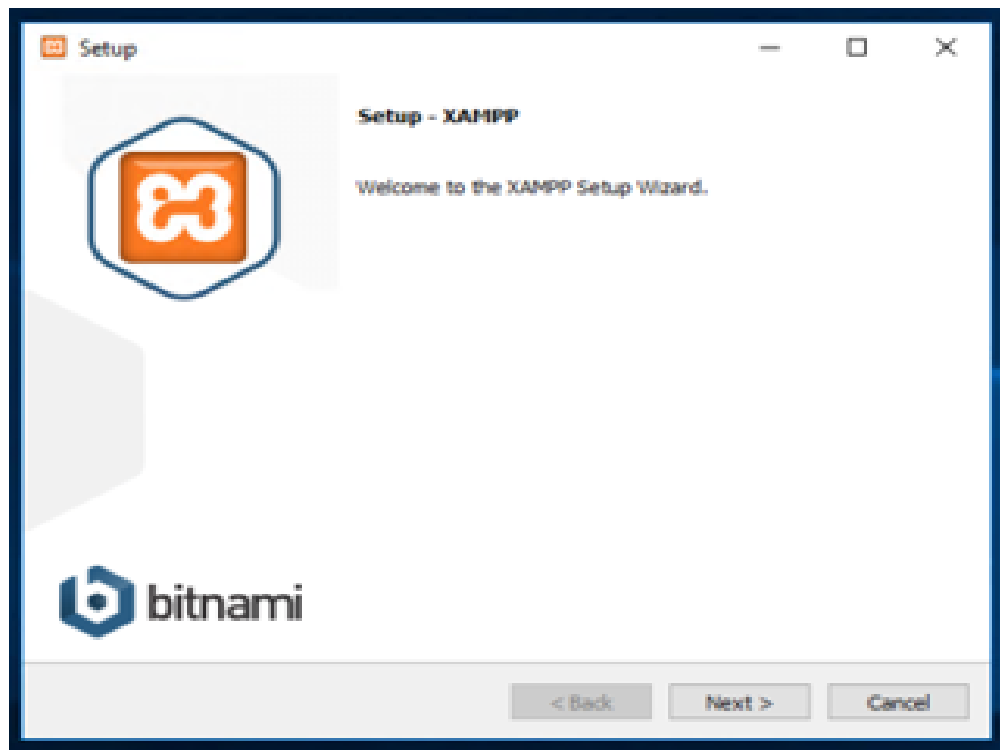 Setup
Setup - XAMPP
Welcome to the XAMPP Setup Wizard.
bitnami
< Back Next > Cancel